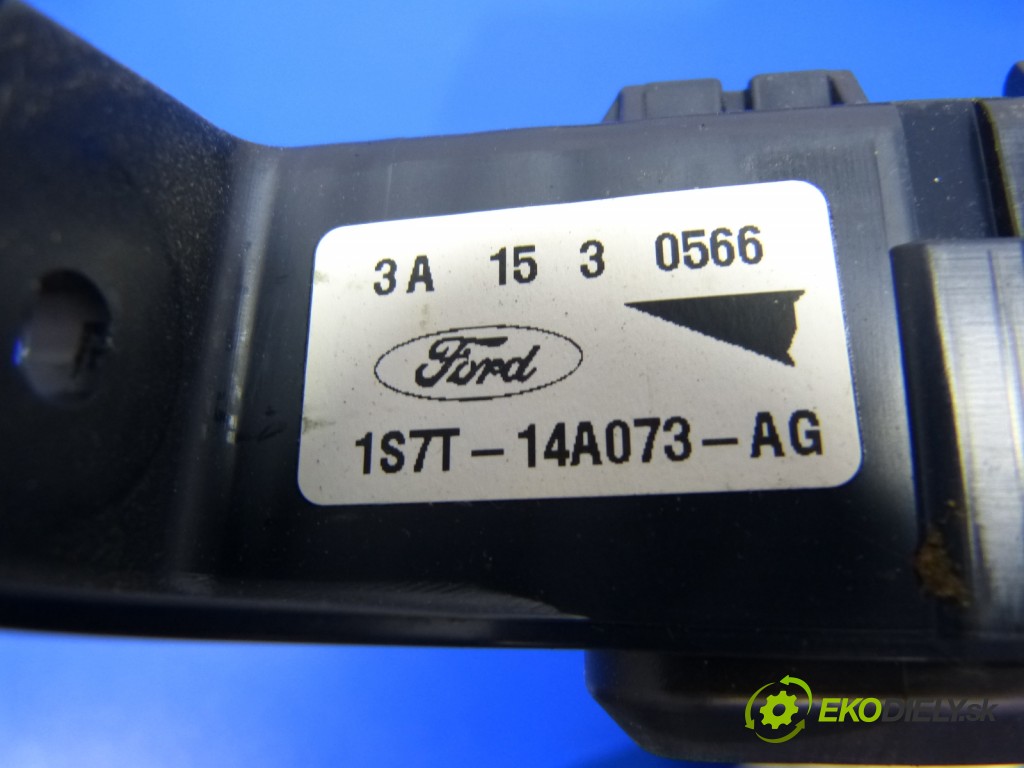 3A 15 3 0566
Ford
1S7T-14A073-AG
EKODIELY.sk